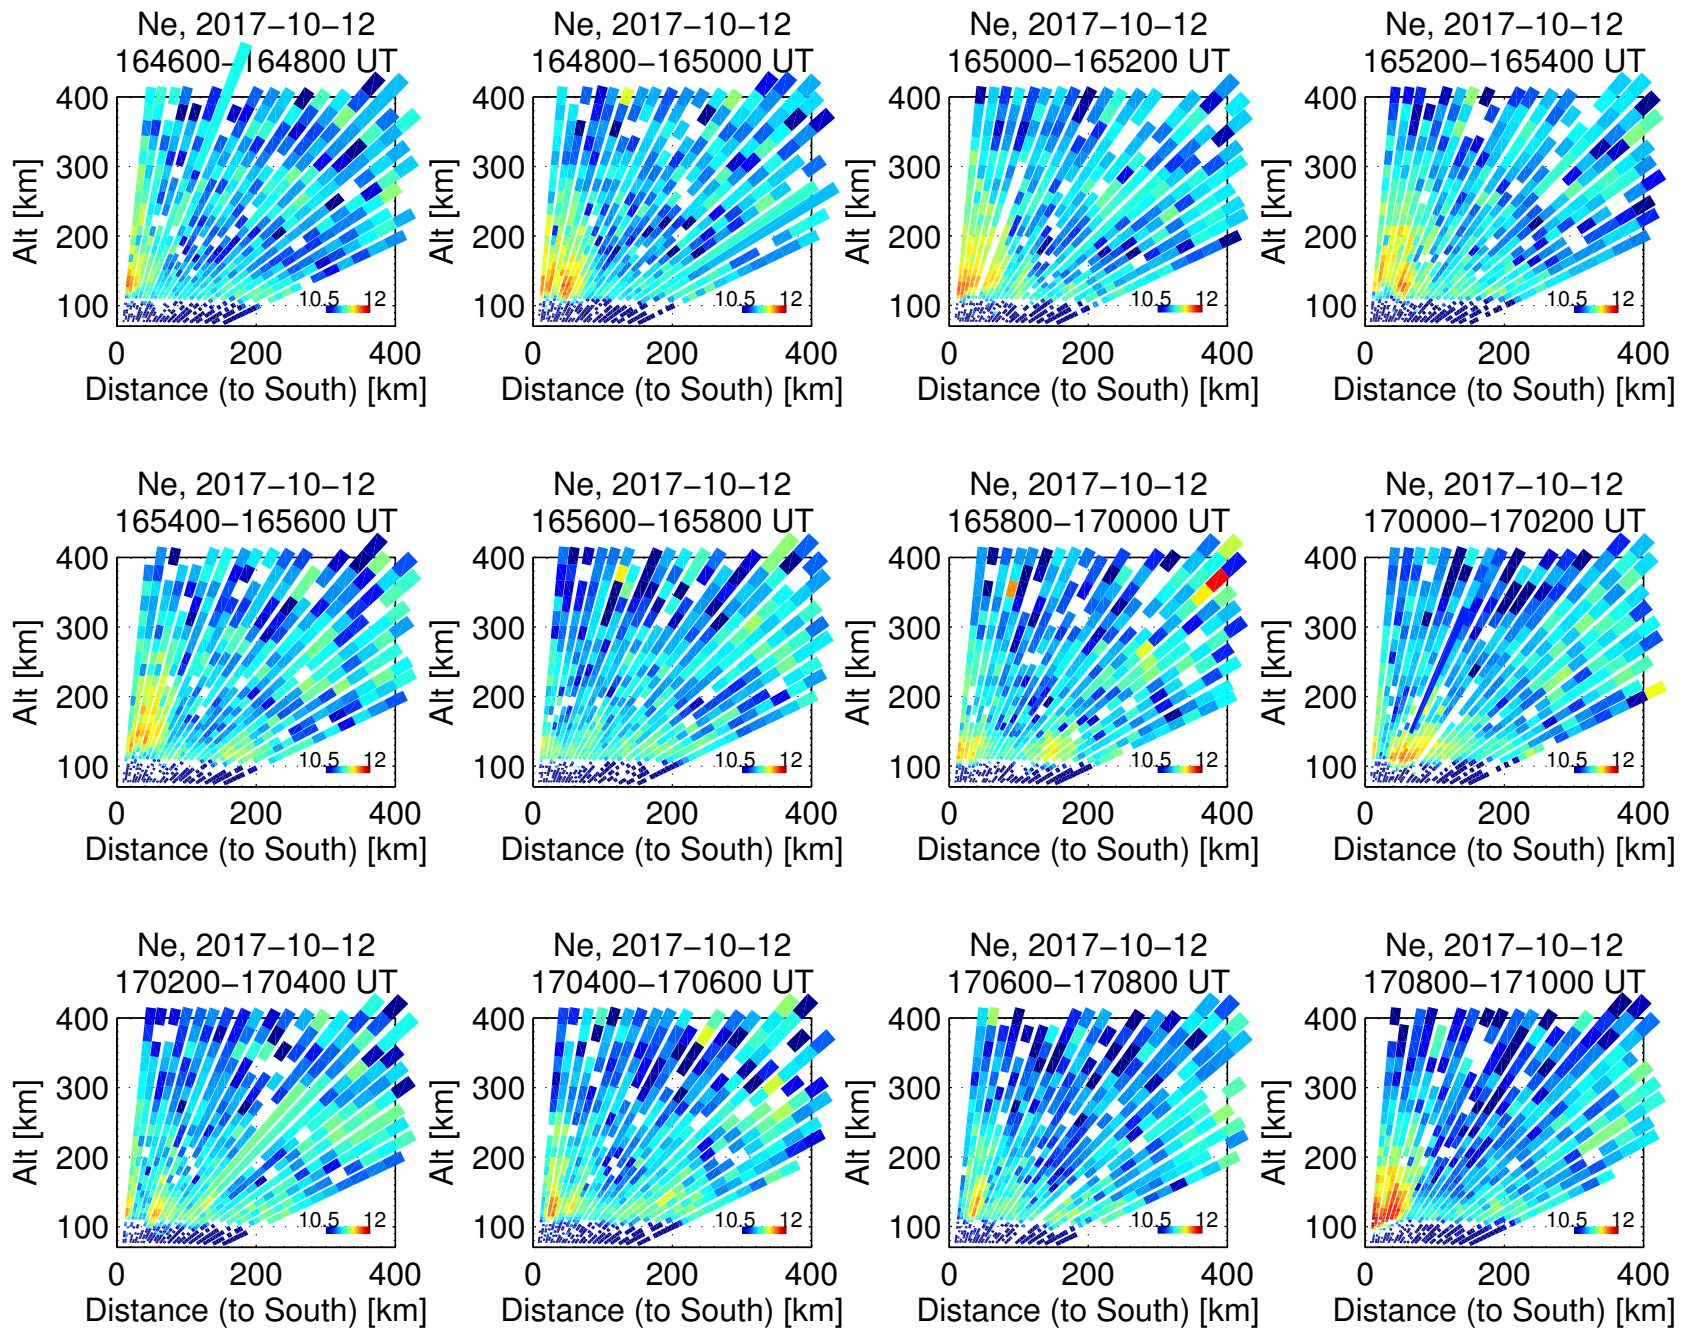 Ne, 2017−10−12
164600−164800 UT
Alt [km]
400
300
200
100
10.5 12
0 200 400
Distance (to South) [km]
Ne, 2017−10−12
164800−165000 UT
Alt [km]
400
300
200
100
10.5 12
0 200 400
Distance (to South) [km]
Ne, 2017−10−12
165000−165200 UT
Alt [km]
400
300
200
100
10.5 12
0 200 400
Distance (to South) [km]
Ne, 2017−10−12
165200−165400 UT
Alt [km]
400
300
200
100
10.5 12
0 200 400
Distance (to South) [km]
Ne, 2017−10−12
165400−165600 UT
Alt [km]
400
300
200
100
10.5 12
0 200 400
Distance (to South) [km]
Ne, 2017−10−12
165600−165800 UT
Alt [km]
400
300
200
100
10.5 12
0 200 400
Distance (to South) [km]
Ne, 2017−10−12
165800−170000 UT
Alt [km]
400
300
200
100
10.5 12
0 200 400
Distance (to South) [km]
Ne, 2017−10−12
170000−170200 UT
Alt [km]
400
300
200
100
10.5 12
0 200 400
Distance (to South) [km]
Ne, 2017−10−12
170200−170400 UT
Alt [km]
400
300
200
100
10.5 12
0 200 400
Distance (to South) [km]
Ne, 2017−10−12
170400−170600 UT
Alt [km]
400
300
200
100
10.5 12
0 200 400
Distance (to South) [km]
Ne, 2017−10−12
170600−170800 UT
Alt [km]
400
300
200
100
10.5 12
0 200 400
Distance (to South) [km]
Ne, 2017−10−12
170800−171000 UT
Alt [km]
400
300
200
100
10.5 12
0 200 400
Distance (to South) [km]